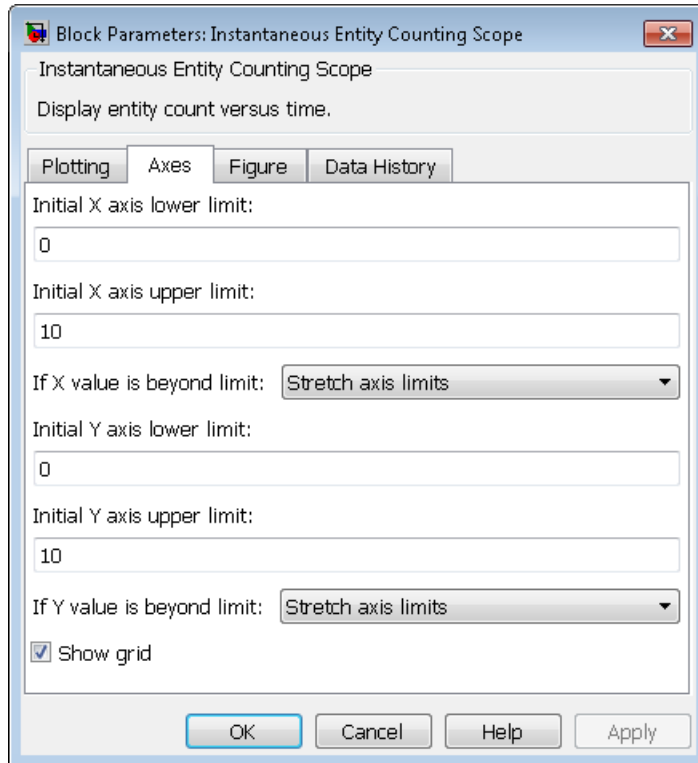 Block Parameters: Instantaneous Entity Counting Scope
Instantaneous Entity Counting Scope
Display entity count versus time.
Plotting Axes Figure Data History
Initial X axis lower limit:
0
Initial X axis upper limit:
10
If X value is beyond limit: Stretch axis limits
Initial Y axis lower limit:
0
Initial Y axis upper limit:
10
If Y value is beyond limit: Stretch axis limits
Show grid
OK Cancel Help Apply